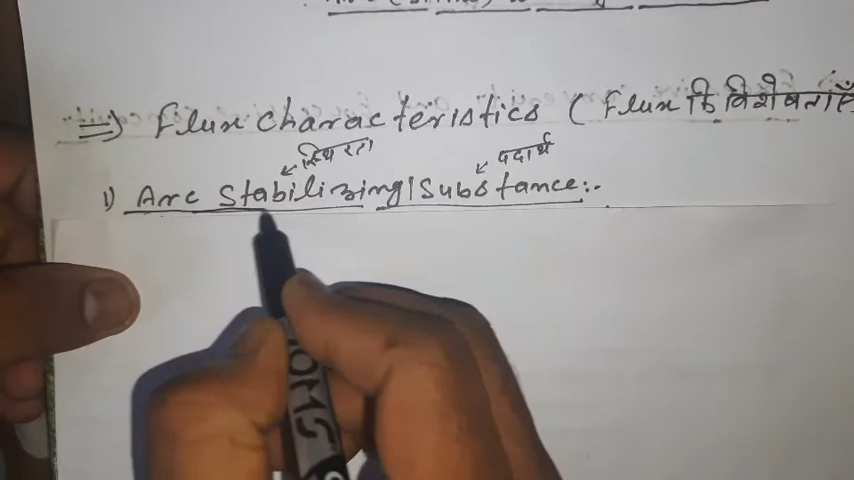 ⇒ Flux Characteristics ( Flux कि विशेषताएँ
स्थिरता पदार्थ
1) Arc Stabilizing Substance:-